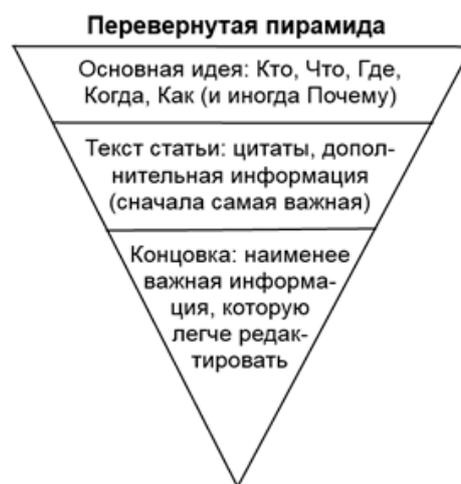 Перевернутая пирамида
Основная идея: Кто, Что, Где,
Когда, Как (и иногда Почему)
Текст статьи: цитаты, допол-
нительная информация
(сначала самая важная)
Концовка: наименее
важная информа-
ция, которую
легче редак-
тировать